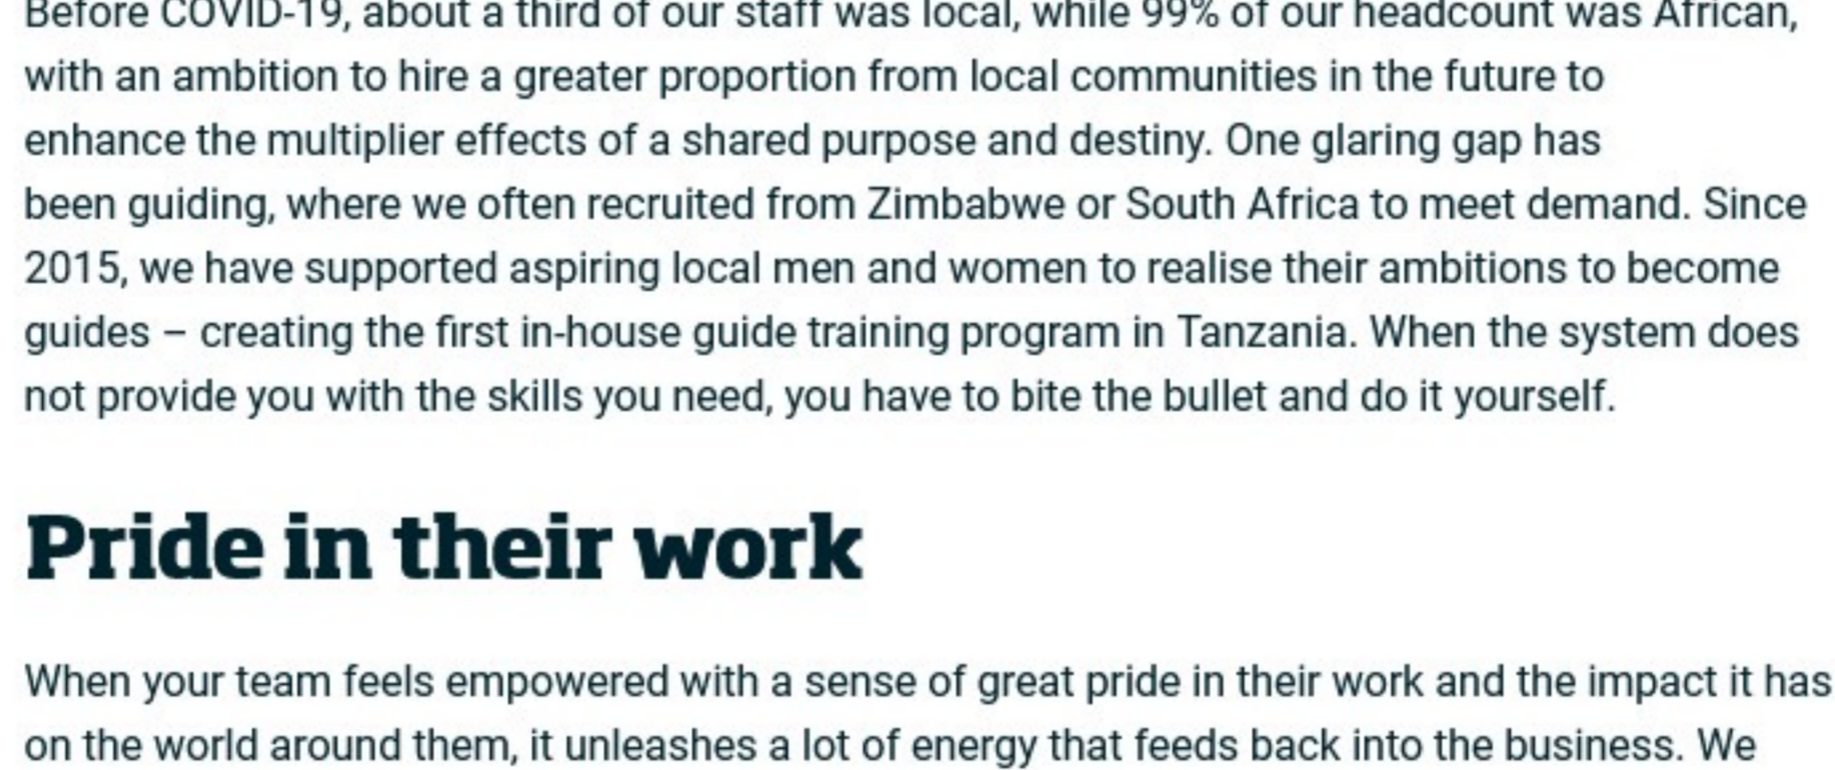 Before COVID-19, about a third of our staff was local, while 99% of our headcount was African,
with an ambition to hire a greater proportion from local communities in the future to
enhance the multiplier effects of a shared purpose and destiny. One glaring gap has
been guiding, where we often recruited from Zimbabwe or South Africa to meet demand. Since
2015, we have supported aspiring local men and women to realise their ambitions to become
guides – creating the first in-house guide training program in Tanzania. When the system does
not provide you with the skills you need, you have to bite the bullet and do it yourself.
Pride in their work
When your team feels empowered with a sense of great pride in their work and the impact it has
on the world around them, it unleashes a lot of energy that feeds back into the business. We